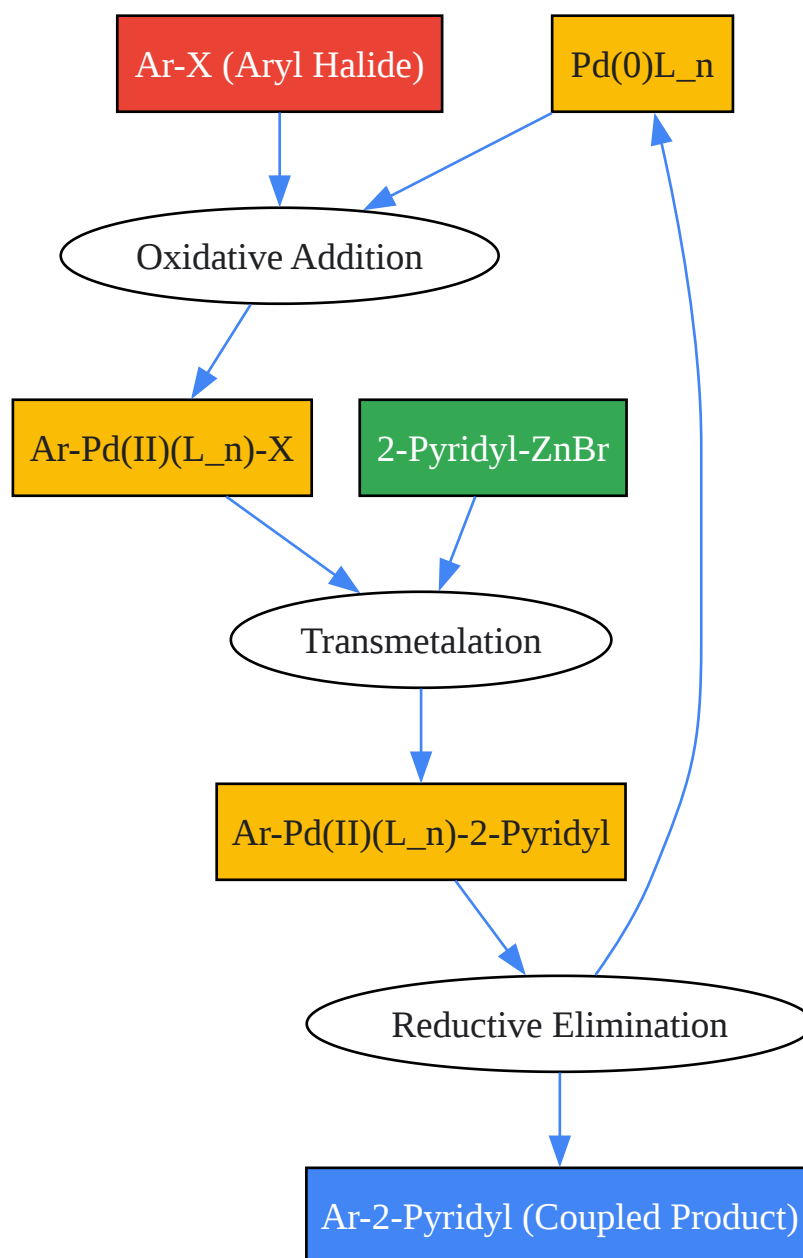 Ar-X (Aryl Halide)
Pd(0)L_n
Oxidative Addition
Ar-Pd(II)(L_n)-X
2-Pyridyl-ZnBr
Transmetalation
Ar-Pd(II)(L_n)-2-Pyridyl
Reductive Elimination
Ar-2-Pyridyl (Coupled Product)